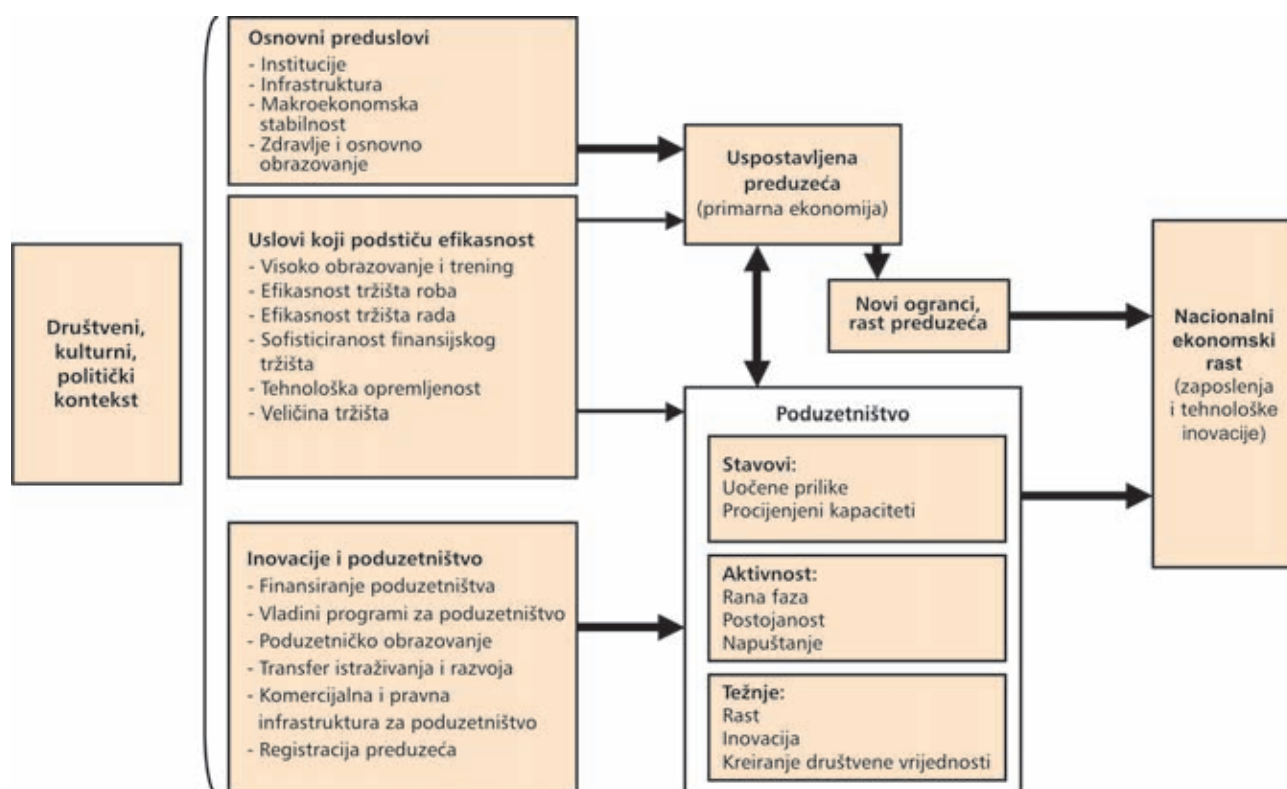 Društveni,
kulturni,
politički
kontekst
Osnovni preduslovi
- Institucije
- Infrastruktura
- Makroekonomska
stabilnost
- Zdravlje i osnovno
obrazovanje
Uslovi koji podstiču efikasnost
- Visoko obrazovanje i trening
- Efikasnost tržišta roba
- Efikasnost tržišta rada
- Sofisticiranost finansijskog
tržišta
- Tehnološka opremljenost
- Veličina tržišta
Inovacije i poduzetništvo
- Finansiranje poduzetništva
- Vladini programi za poduzetništvo
- Poduzetničko obrazovanje
- Transfer istraživanja i razvoja
- Komercijalna i pravna
infrastruktura za poduzetništvo
- Registracija preduzeća
Uspostavljena
preduzeća
(primarna ekonomija)
Novi ogranci,
rast preduzeća
Poduzetništvo
Stavovi:
Uočene prilike
Procijenjeni kapaciteti
Aktivnost:
Rana faza
Postojanost
Napuštanje
Težnje:
Rast
Inovacija
Kreiranje društvene vrijednosti
Nacionalni
ekonomski
rast
(zaposlenja
i tehnološke
inovacije)